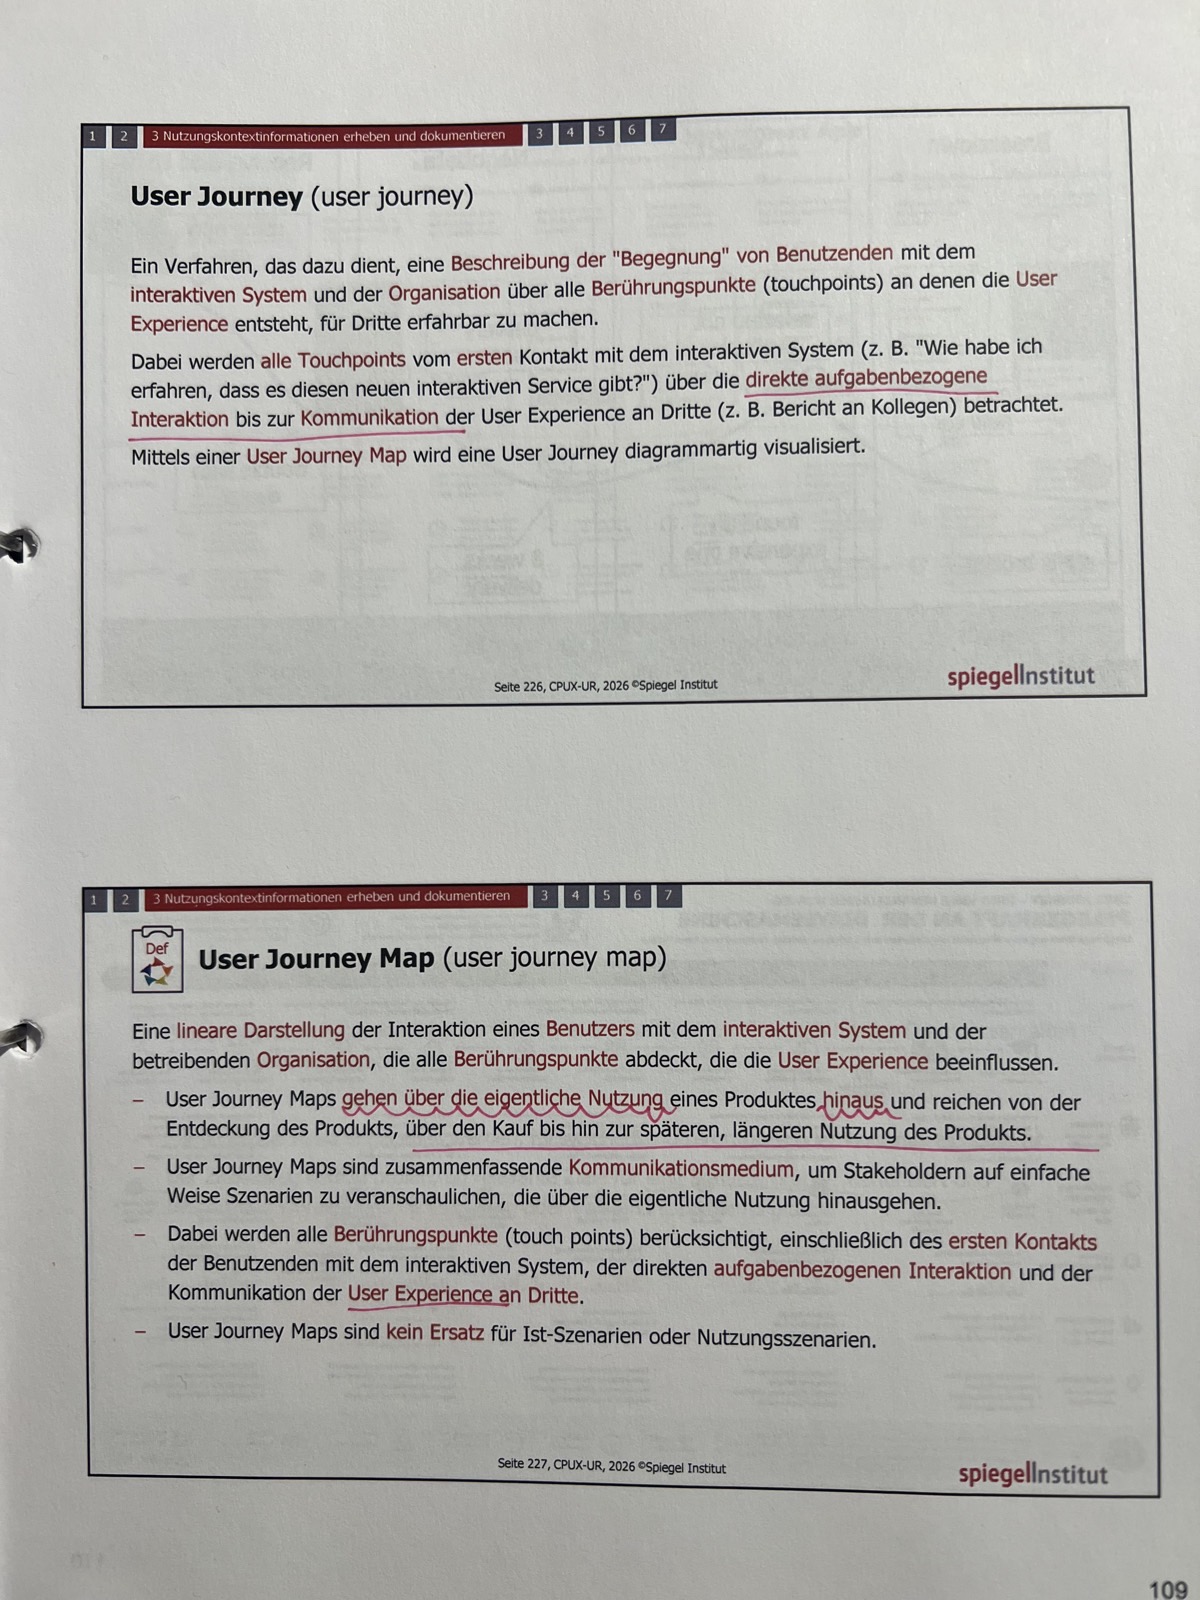 1 2 3 Nutzungskontextinformationen erheben und dokumentieren 3 4 5 6 7
User Journey (user journey)
Ein Verfahren, das dazu dient, eine Beschreibung der "Begegnung" von Benutzenden mit dem
interaktiven System und der Organisation über alle Berührungspunkte (touchpoints) an denen die User
Experience entsteht, für Dritte erfahrbar zu machen.
Dabei werden alle Touchpoints vom ersten Kontakt mit dem interaktiven System (z. B. "Wie habe ich
erfahren, dass es diesen neuen interaktiven Service gibt?") über die direkte aufgabenbezogene
Interaktion bis zur Kommunikation der User Experience an Dritte (z. B. Bericht an Kollegen) betrachtet.
Mittels einer User Journey Map wird eine User Journey diagrammartig visualisiert.
Seite 226, CPUX-UR, 2026 ©Spiegel Institut
spiegelInstitut
1 2 3 Nutzungskontextinformationen erheben und dokumentieren 3 4 5 6 7
Def
User Journey Map (user journey map)
Eine lineare Darstellung der Interaktion eines Benutzers mit dem interaktiven System und der
betreibenden Organisation, die alle Berührungspunkte abdeckt, die die User Experience beeinflussen.
– User Journey Maps gehen über die eigentliche Nutzung eines Produktes hinaus und reichen von der
Entdeckung des Produkts, über den Kauf bis hin zur späteren, längeren Nutzung des Produkts.
– User Journey Maps sind zusammenfassende Kommunikationsmedium, um Stakeholdern auf einfache
Weise Szenarien zu veranschaulichen, die über die eigentliche Nutzung hinausgehen.
– Dabei werden alle Berührungspunkte (touch points) berücksichtigt, einschließlich des ersten Kontakts
der Benutzenden mit dem interaktiven System, der direkten aufgabenbezogenen Interaktion und der
Kommunikation der User Experience an Dritte.
– User Journey Maps sind kein Ersatz für Ist-Szenarien oder Nutzungsszenarien.
Seite 227, CPUX-UR, 2026 ©Spiegel Institut
spiegelInstitut
109